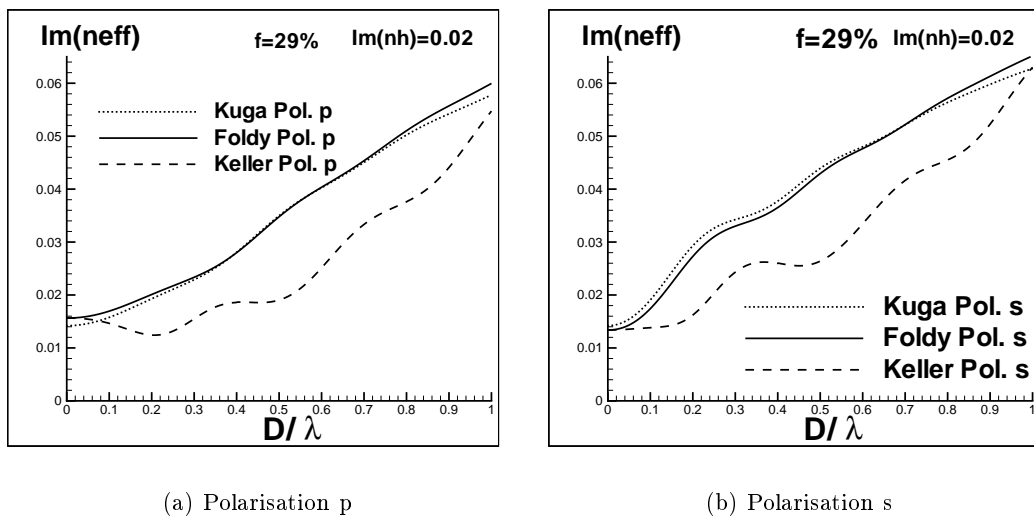 Im(neff)
f=29%
Im(nh)=0.02
0.06
0.05
0.04
0.03
0.02
0.01
0
Kuga Pol. p
Foldy Pol. p
Keller Pol. p
0 0.1 0.2 0.3 0.4 0.5 0.6 0.7 0.8 0.9 1
D/ λ
(a) Polarisation p
Im(neff)
f=29%
Im(nh)=0.02
0.06
0.05
0.04
0.03
0.02
0.01
0
Kuga Pol. s
Foldy Pol. s
Keller Pol. s
0 0.1 0.2 0.3 0.4 0.5 0.6 0.7 0.8 0.9 1
D/ λ
(b) Polarisation s